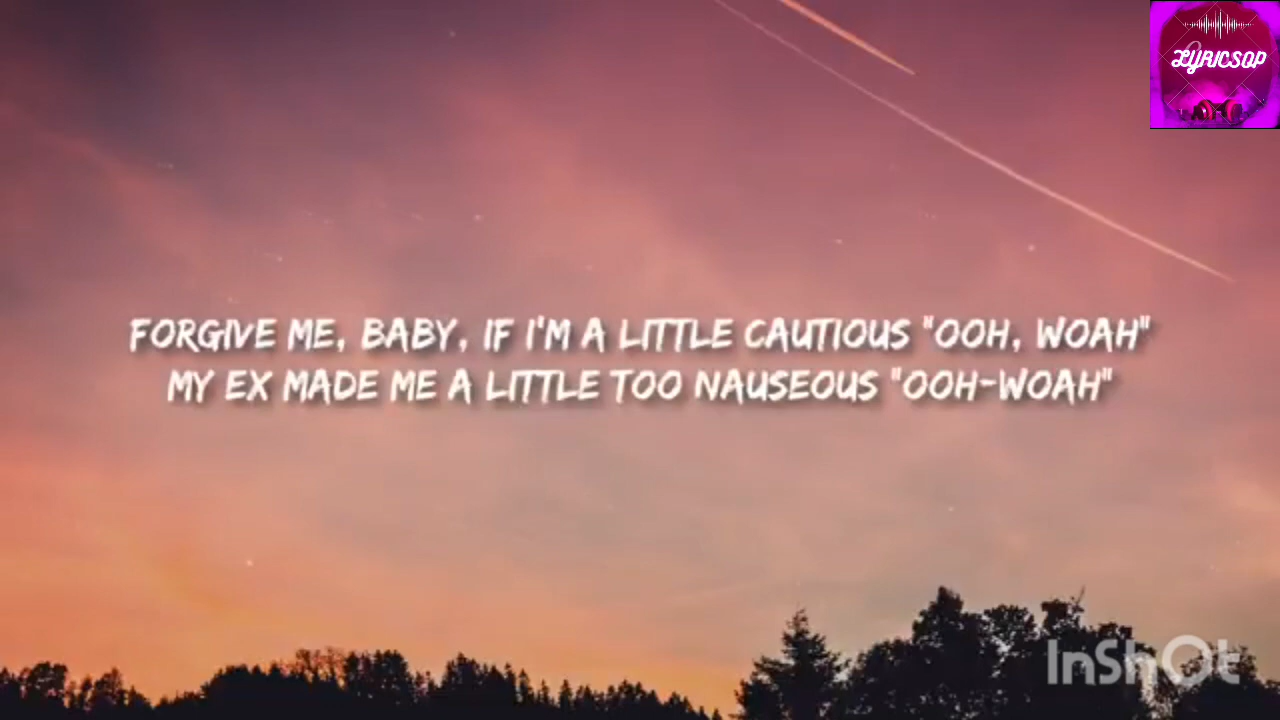 LYRICSOP
FORGIVE ME, BABY, IF I'M A LITTLE CAUTIOUS "OOH, WOAH"
MY EX MADE ME A LITTLE TOO NAUSEOUS "OOH-WOAH"
InShOt